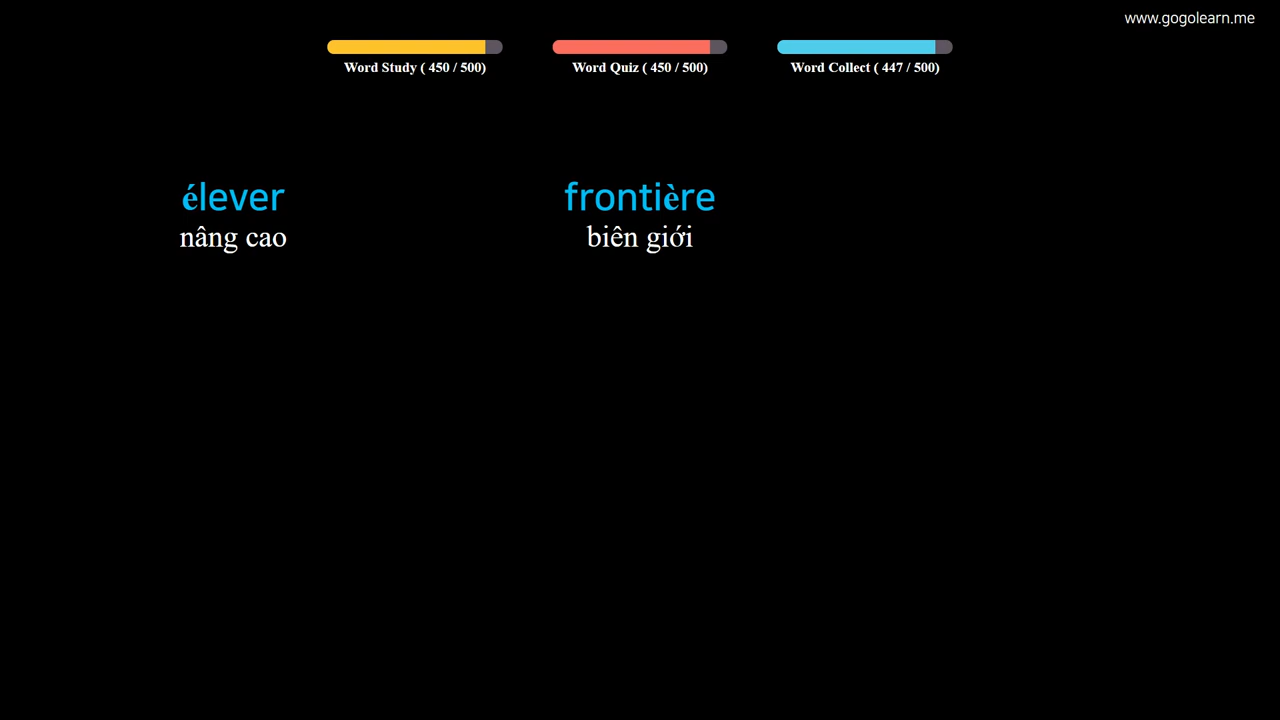 www.gogolearn.me
Word Study ( 450 / 500)
Word Quiz ( 450 / 500)
Word Collect ( 447 / 500)
élever
nâng cao
frontière
biên giới